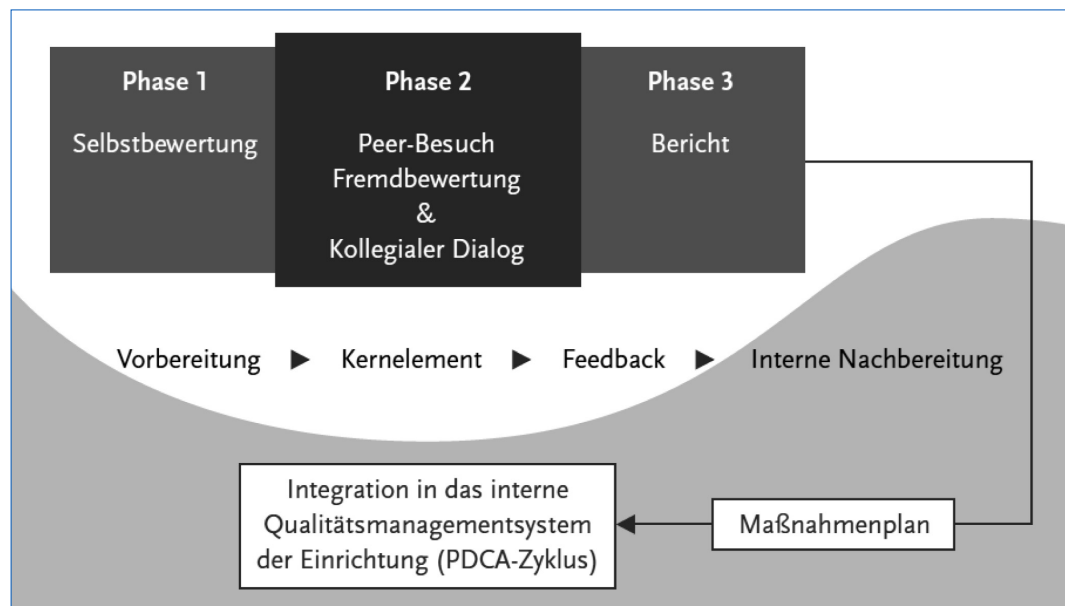 Phase 1
Selbstbewertung
Phase 2
Peer-Besuch
Fremdbewertung
&
Kollegialer Dialog
Phase 3
Bericht
Vorbereitung ▶ Kernelement ▶ Feedback ▶ Interne Nachbereitung
Integration in das interne
Qualitätsmanagementsystem
der Einrichtung (PDCA-Zyklus)
Maßnahmenplan